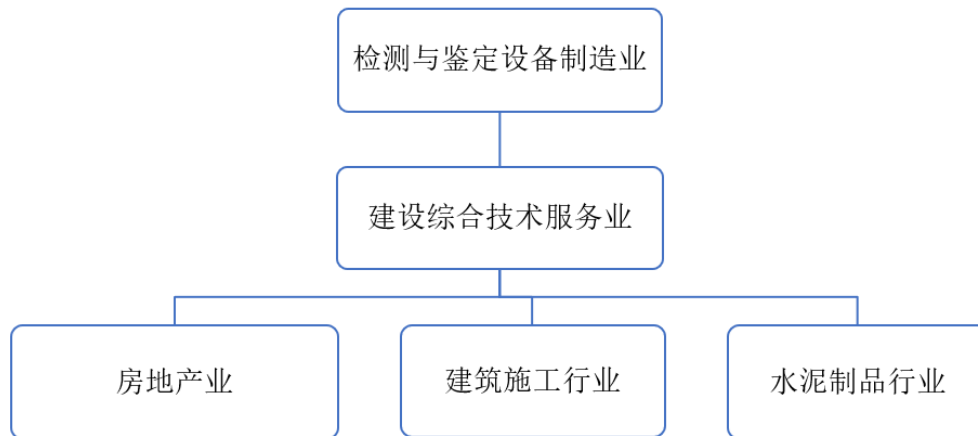 检测与鉴定设备制造业
建设综合技术服务业
房地产业
建筑施工行业
水泥制品行业